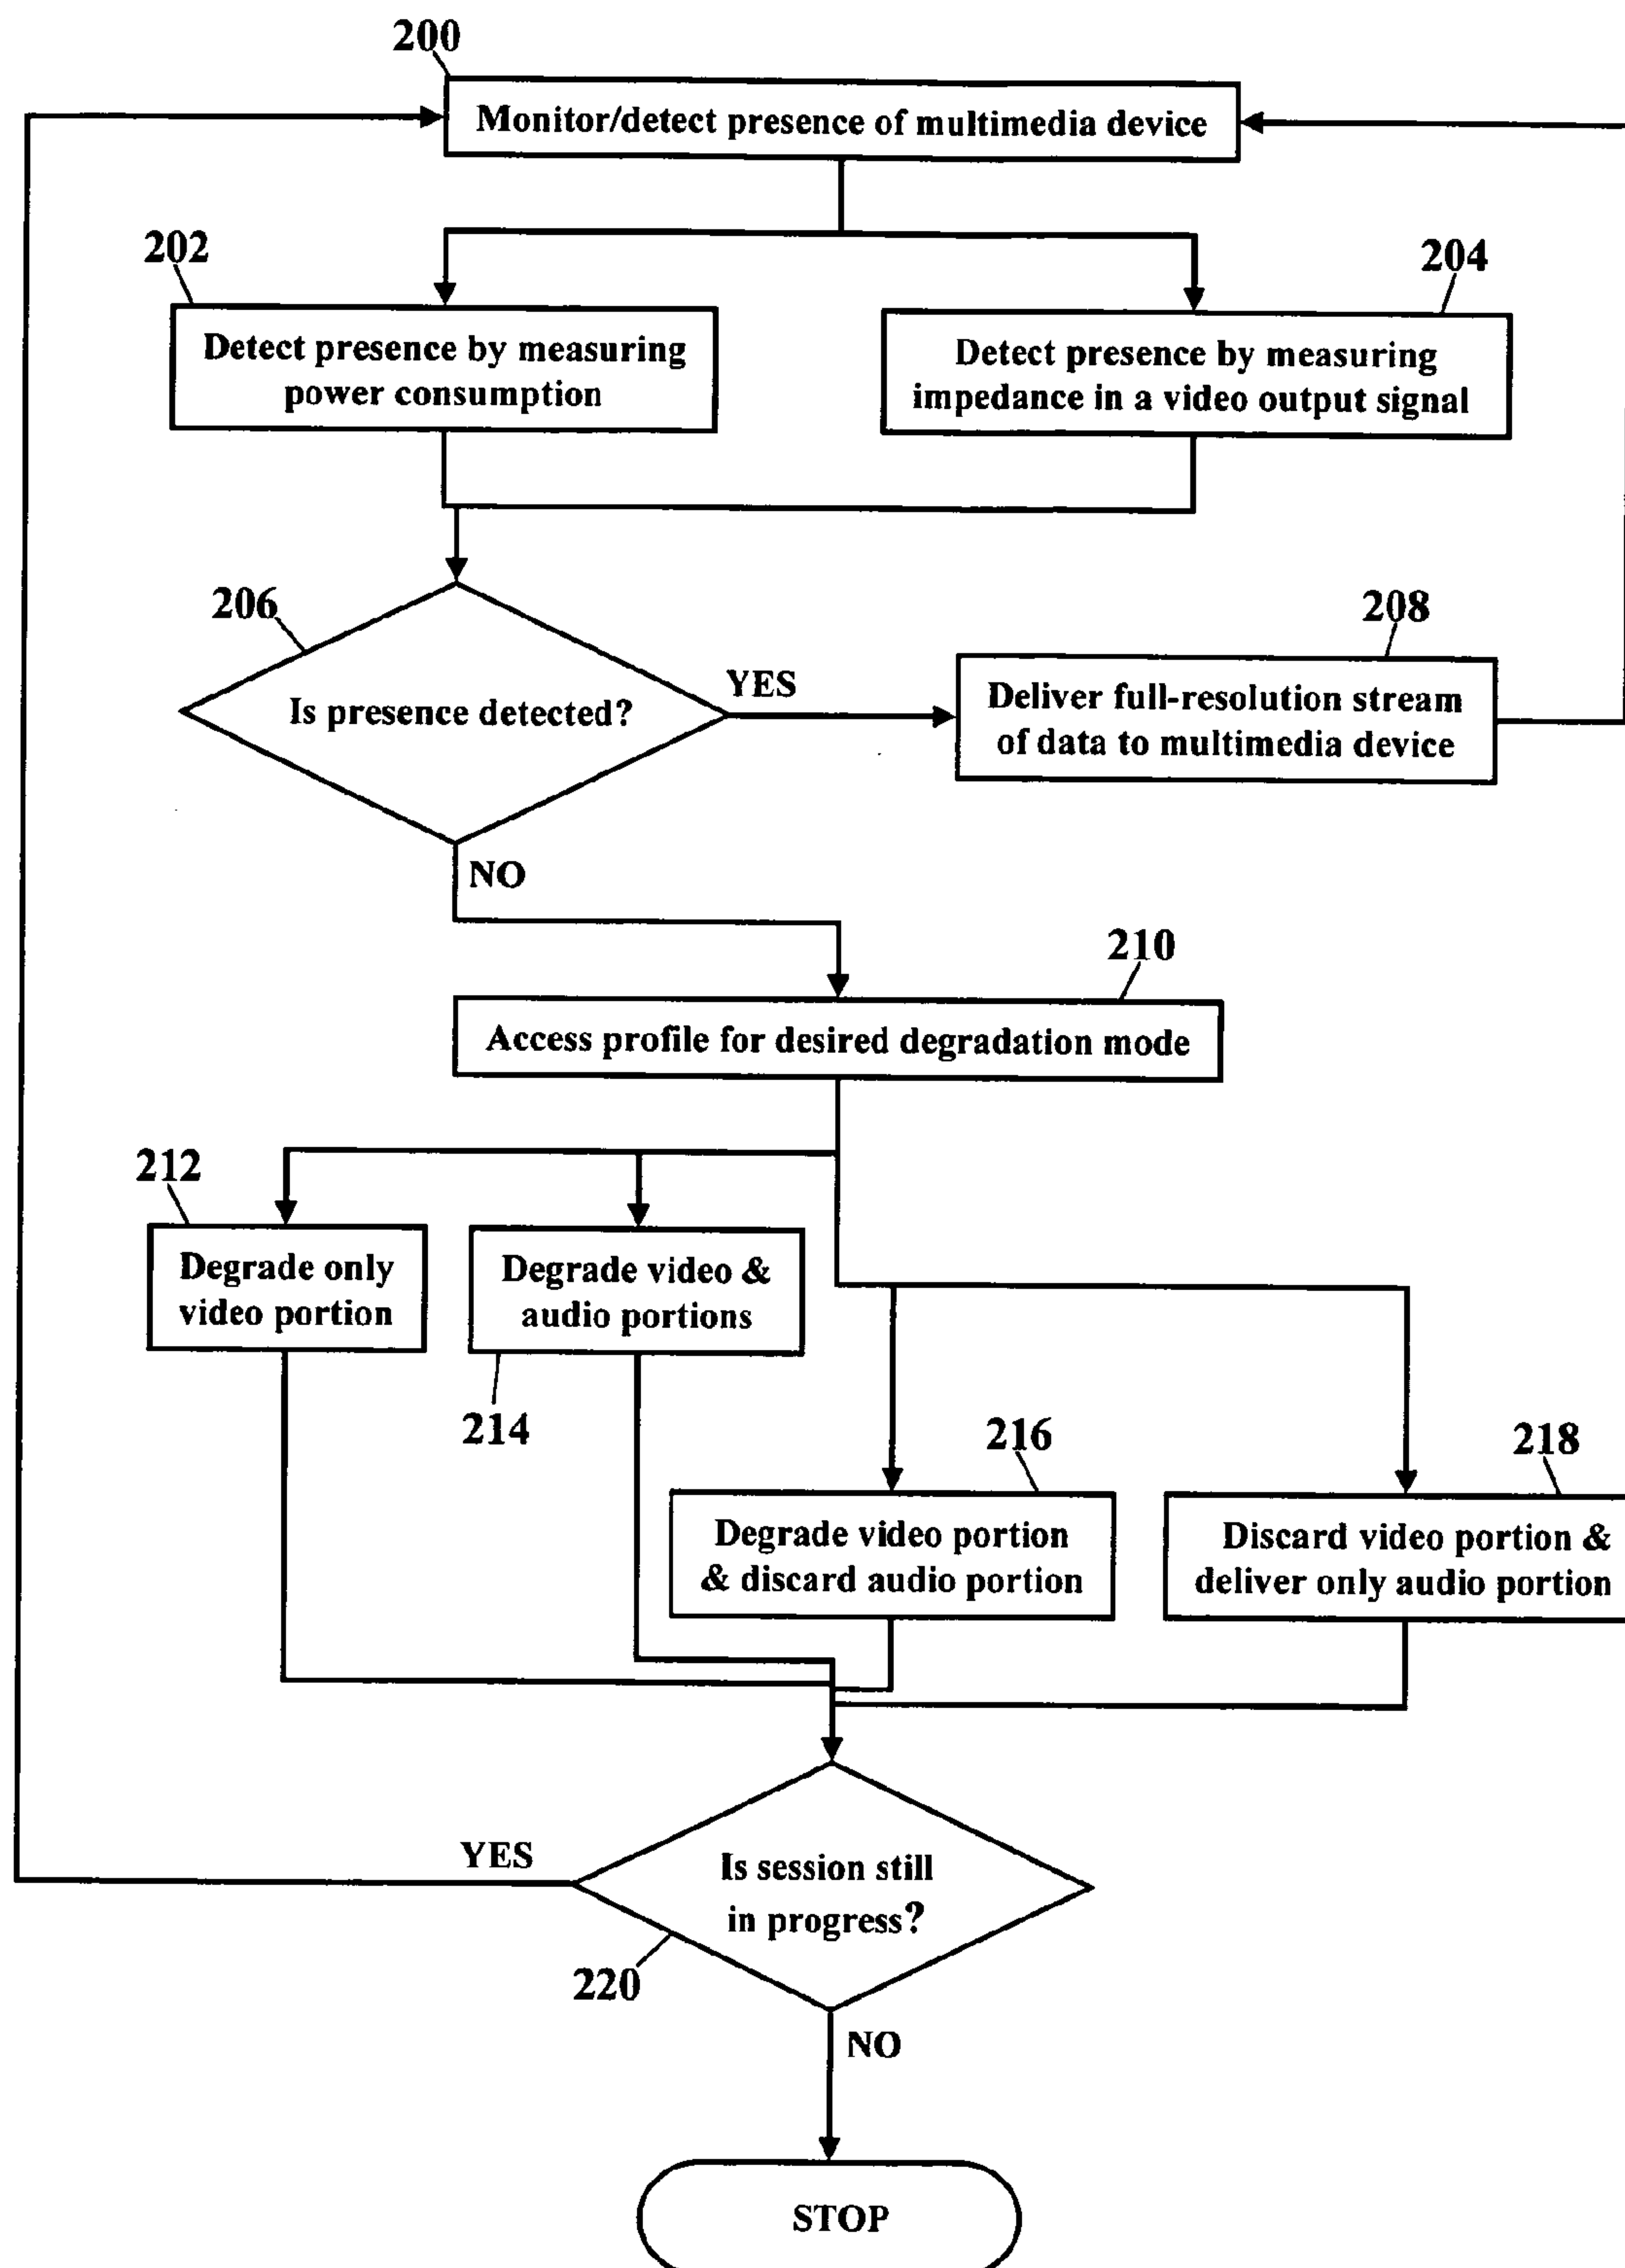 200
Monitor/detect presence of multimedia device
202
204
Detect presence by measuring
power consumption
Detect presence by measuring
impedance in a video output signal
206
208
Is presence detected?
YES
Deliver full-resolution stream
of data to multimedia device
NO
210
Access profile for desired degradation mode
212
Degrade only
video portion
Degrade video &
audio portions
214
216
218
Degrade video portion
& discard audio portion
Discard video portion &
deliver only audio portion
YES
Is session still
in progress?
220
NO
STOP